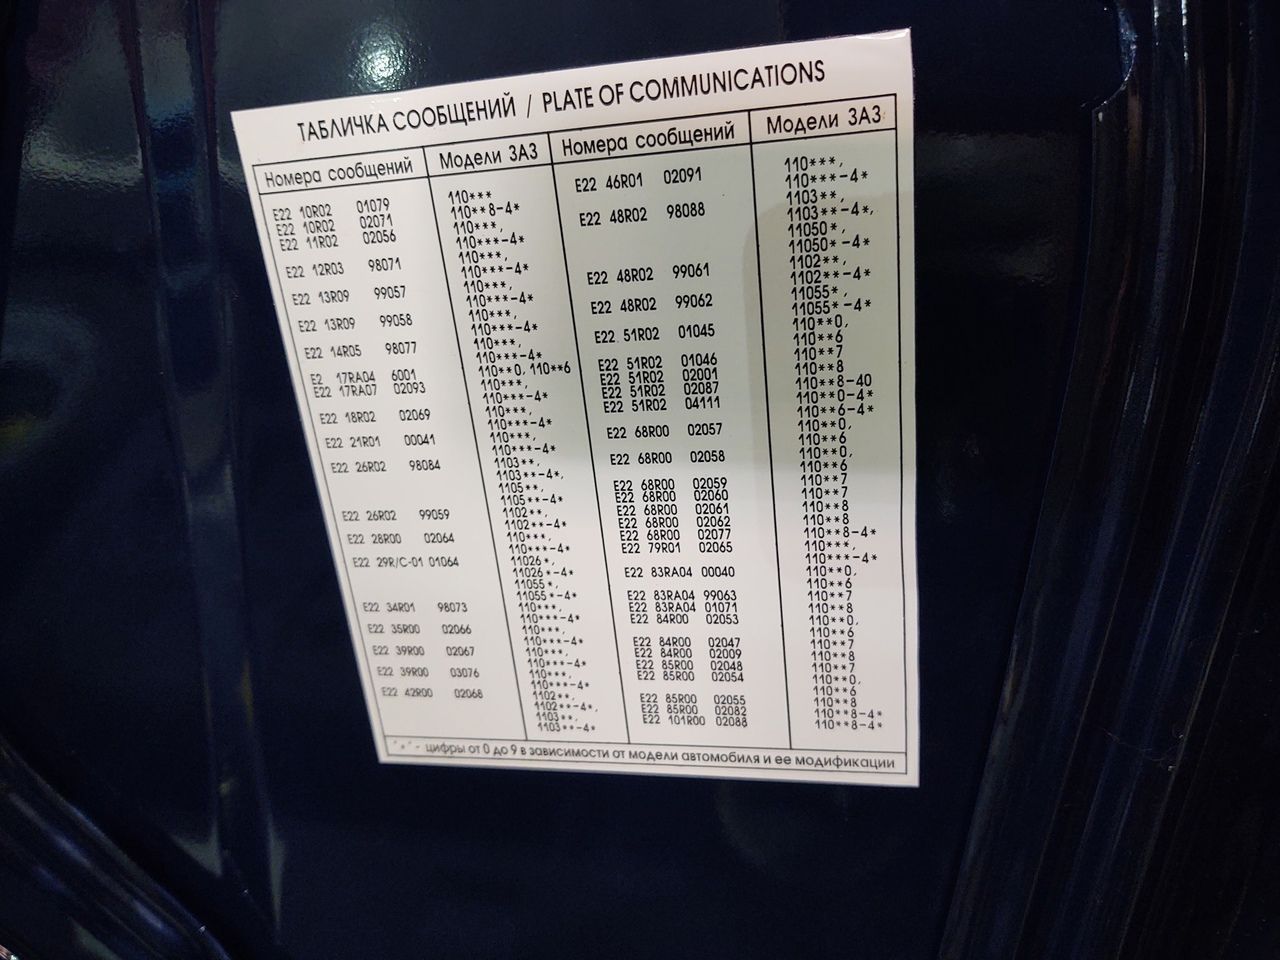 ТАБЛИЧКА СООБЩЕНИЙ / PLATE OF COMMUNICATIONS
Номера сообщений Модели ЗАЗ
E22 10R02 01079 110***
E22 10R02 02071 110**8-4*
E22 11R02 02056 110***,
110***-4*
E22 12R03 98071 110***,
110***-4*
E22 13R09 99057 110***,
110***-4*
E22 13R09 99058 110***,
110***-4*
E22 14R05 98077 110***,
110***-4*
E2 17RA04 6001 110**0, 110**6
E22 17RA07 02093 110***,
110***-4*
E22 18R02 02069 110***,
110***-4*
E22 21R01 00041 110***,
110***-4*
E22 26R02 98084 1103**,
1103**-4*,
1105**,
1105**-4*
E22 26R02 99059 1102**,
1102**-4*
E22 28R00 02064 110***,
110***-4*
E22 29R/C-01 01064 11026*,
11026*-4*
11055*,
11055*-4*
E22 34R01 98073 110***,
110***-4*
E22 35R00 02066 110***,
110***-4*
E22 39R00 02067 110***,
110***-4*
E22 39R00 03076 110***,
110***-4*
E22 42R00 02068 1102**,
1102**-4*,
1103**,
1103**-4*
Номера сообщений Модели ЗАЗ
E22 46R01 02091 110***,
110***-4*
E22 48R02 98088 1103**,
1103**-4*,
11050*,
11050*-4*
E22 48R02 99061 1102**,
1102**-4*
E22 48R02 99062 11055*,
11055*-4*
E22 51R02 01045 110**0,
110**6
E22 51R02 01046 110**7
E22 51R02 02001 110**8
E22 51R02 02087 110**8-40
E22 51R02 04111 110**0-4*
110**6-4*
E22 68R00 02057 110**0,
110**6
E22 68R00 02058 110**0,
110**6
E22 68R00 02059 110**7
E22 68R00 02060 110**7
E22 68R00 02061 110**8
E22 68R00 02062 110**8
E22 68R00 02077 110**8-4*
E22 79R01 02065 110***,
110***-4*
E22 83RA04 00040 110**0,
110**6
E22 83RA04 99063 110**7
E22 83RA04 01071 110**8
E22 84R00 02053 110**0,
110**6
E22 84R00 02047 110**7
E22 84R00 02009 110**8
E22 85R00 02048 110**7
E22 85R00 02054 110**0,
110**6
E22 85R00 02055 110**8
E22 85R00 02082 110**8-4*
E22 101R00 02088 110**8-4*
"*"- цифры от 0 до 9 в зависимости от модели автомобиля и ее модификации